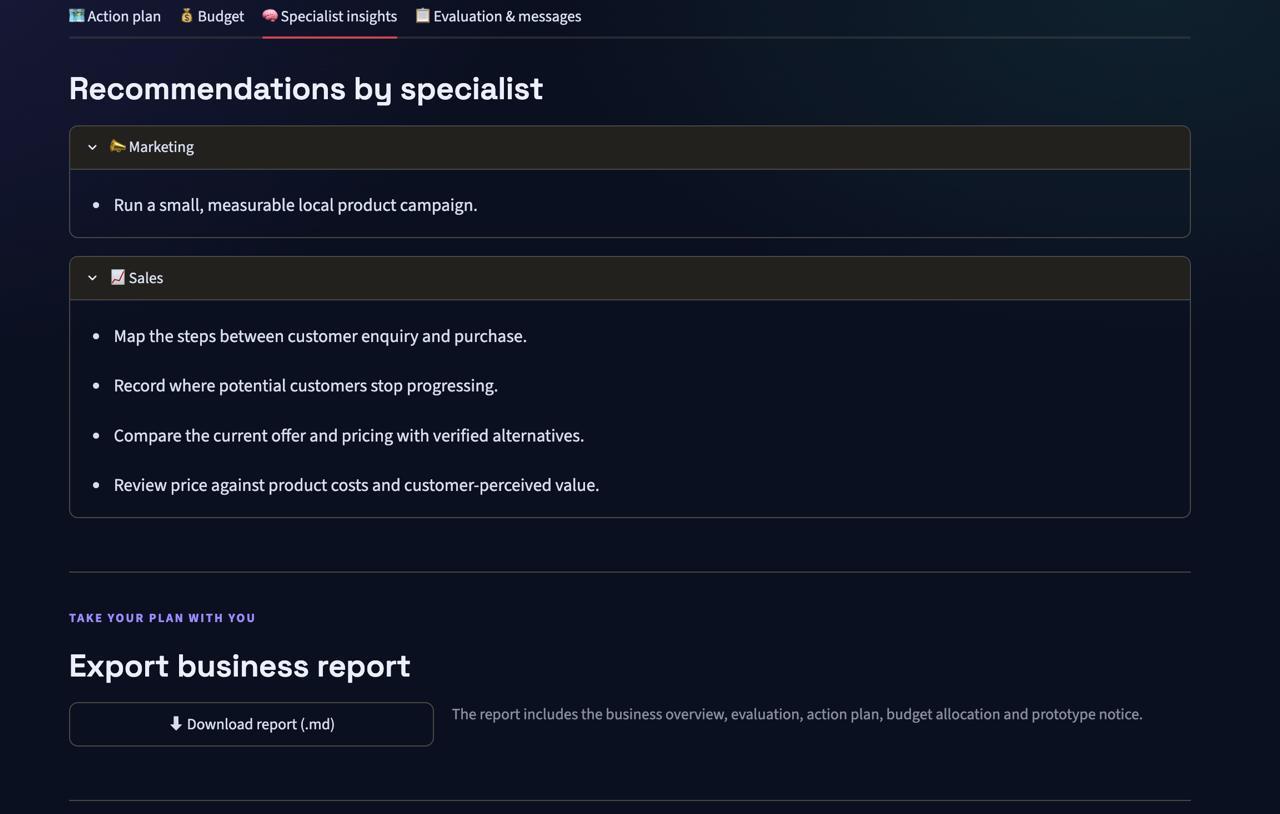 🗺️ Action plan 💰 Budget 🧠 Specialist insights 📋 Evaluation & messages
Recommendations by specialist
📣 Marketing
• Run a small, measurable local product campaign.
📈 Sales
• Map the steps between customer enquiry and purchase.
• Record where potential customers stop progressing.
• Compare the current offer and pricing with verified alternatives.
• Review price against product costs and customer-perceived value.
TAKE YOUR PLAN WITH YOU
Export business report
⬇ Download report (.md)
The report includes the business overview, evaluation, action plan, budget allocation and prototype notice.